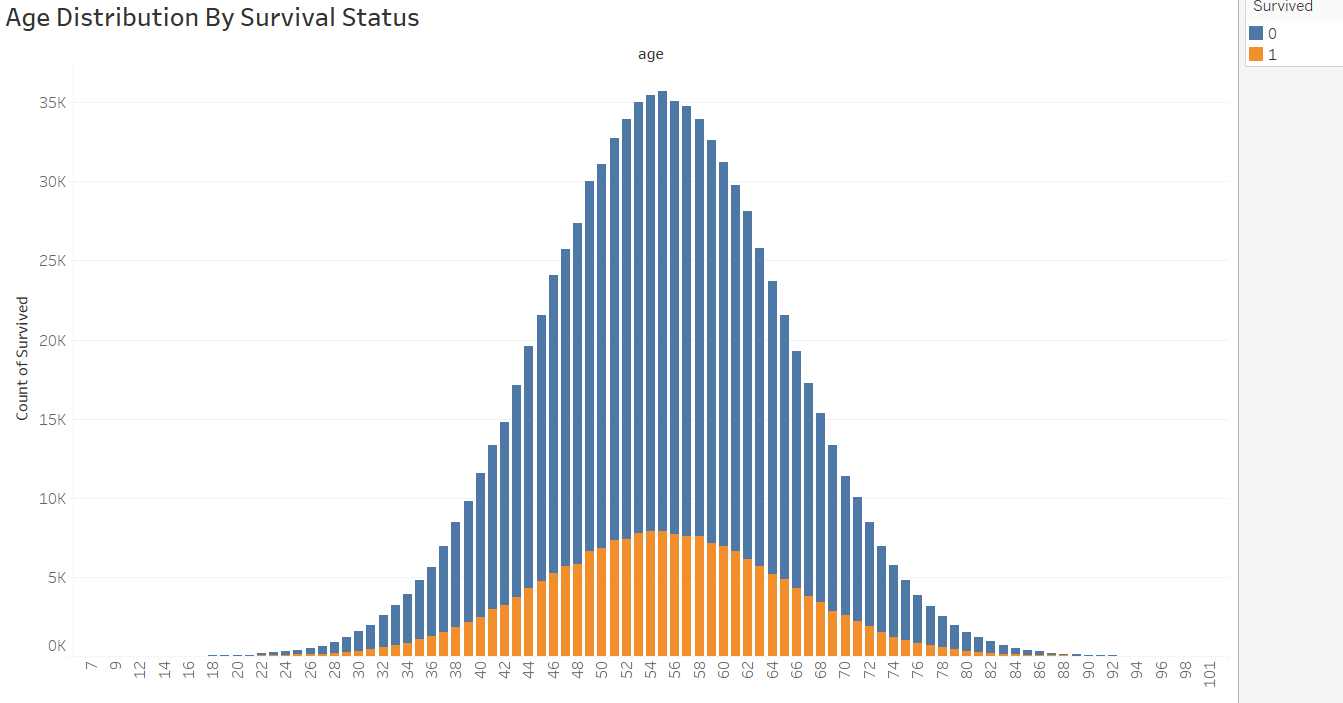 Age Distribution By Survival Status
Survived
0
1
age
35K
30K
25K
20K
15K
10K
5K
0K
Count of Survived
7 9 12 14 16 18 20 22 24 26 28 30 32 34 36 38 40 42 44 46 48 50 52 54 56 58 60 62 64 66 68 70 72 74 76 78 80 82 84 86 88 90 92 94 96 98 101